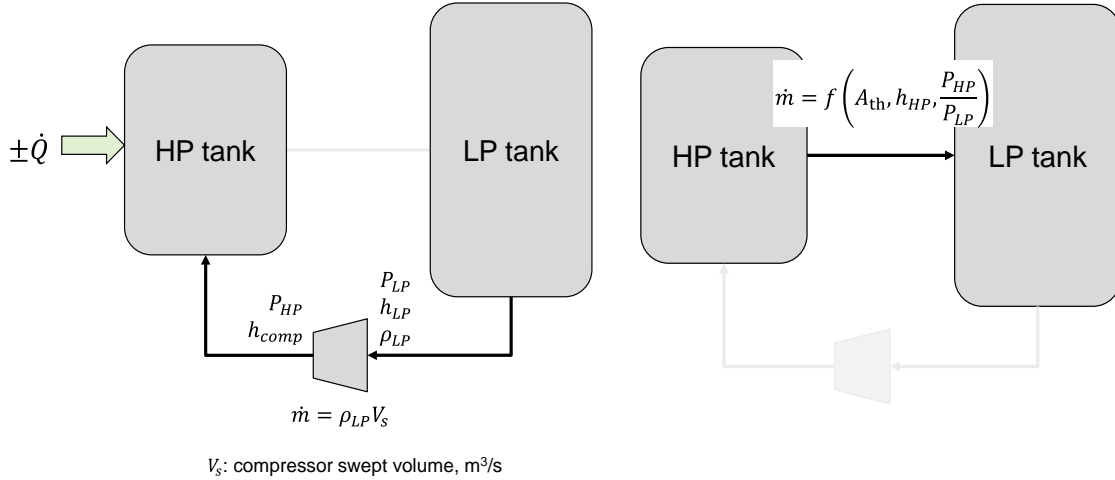 ±Q̇
HP tank
LP tank
P_HP
h_comp
P_LP
h_LP
ρ_LP
ṁ = ρ_LP V_s
V_s: compressor swept volume, m³/s
HP tank
ṁ = f(A_th, h_HP, P_HP/P_LP)
LP tank